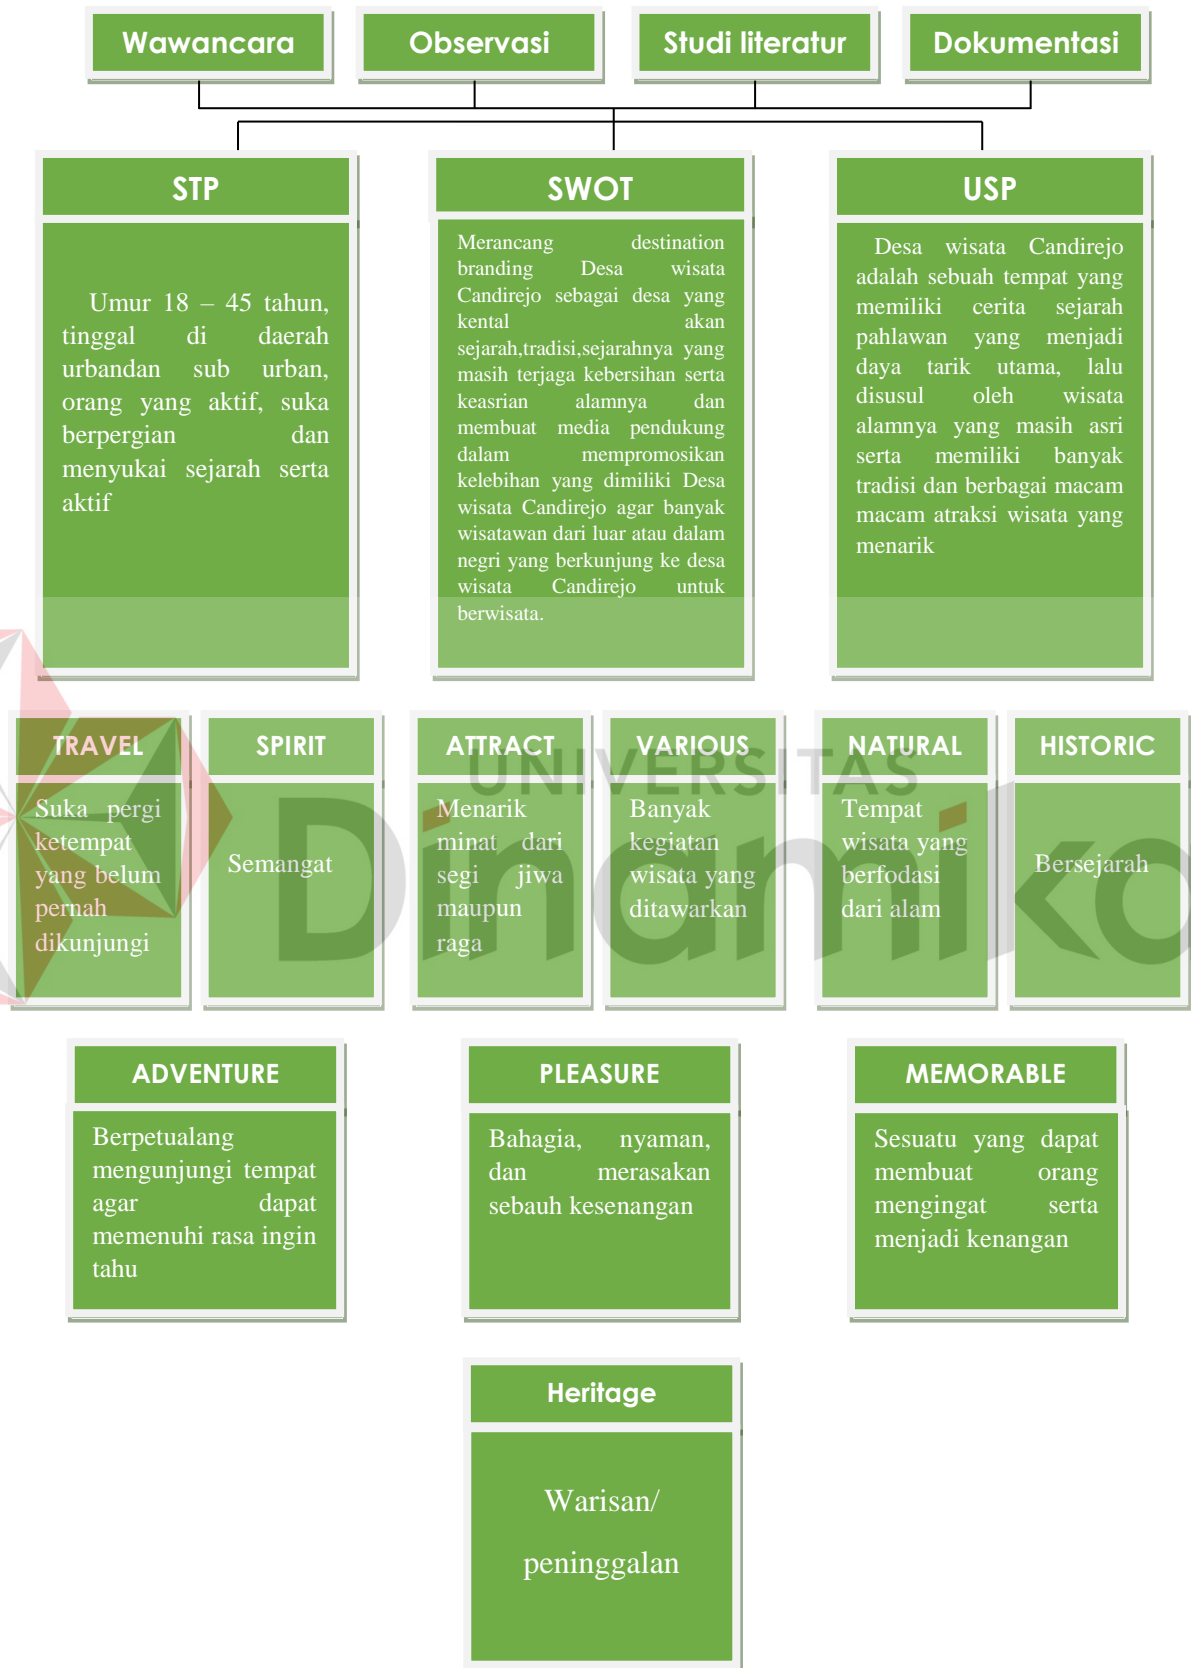 Wawancara
Observasi
Studi literatur
Dokumentasi
STP
Umur 18 – 45 tahun,
tinggal di daerah
urbandan sub urban,
orang yang aktif, suka
berpergian dan
menyukai sejarah serta
aktif
SWOT
Merancang destination
branding Desa wisata
Candirejo sebagai desa yang
kental akan
sejarah,tradisi,sejarahnya yang
masih terjaga kebersihan serta
keasrian alamnya dan
membuat media pendukung
dalam mempromosikan
kelebihan yang dimiliki Desa
wisata Candirejo agar banyak
wisatawan dari luar atau dalam
negri yang berkunjung ke desa
wisata Candirejo untuk
berwisata.
USP
Desa wisata Candirejo
adalah sebuah tempat yang
memiliki cerita sejarah
pahlawan yang menjadi
daya tarik utama, lalu
disusul oleh wisata
alamnya yang masih asri
serta memiliki banyak
tradisi dan berbagai macam
macam atraksi wisata yang
menarik
TRAVEL
Suka pergi
ketempat
yang belum
pernah
dikunjungi
SPIRIT
Semangat
ATTRACT
Menarik
minat dari
segi jiwa
maupun
raga
VARIOUS
Banyak
kegiatan
wisata yang
ditawarkan
NATURAL
Tempat
wisata yang
berfodasi
dari alam
HISTORIC
Bersejarah
UNIVERSITAS
Dinamika
ADVENTURE
Berpetualang
mengunjungi tempat
agar dapat
memenuhi rasa ingin
tahu
PLEASURE
Bahagia, nyaman,
dan merasakan
sebauh kesenangan
MEMORABLE
Sesuatu yang dapat
membuat orang
mengingat serta
menjadi kenangan
Heritage
Warisan/
peninggalan